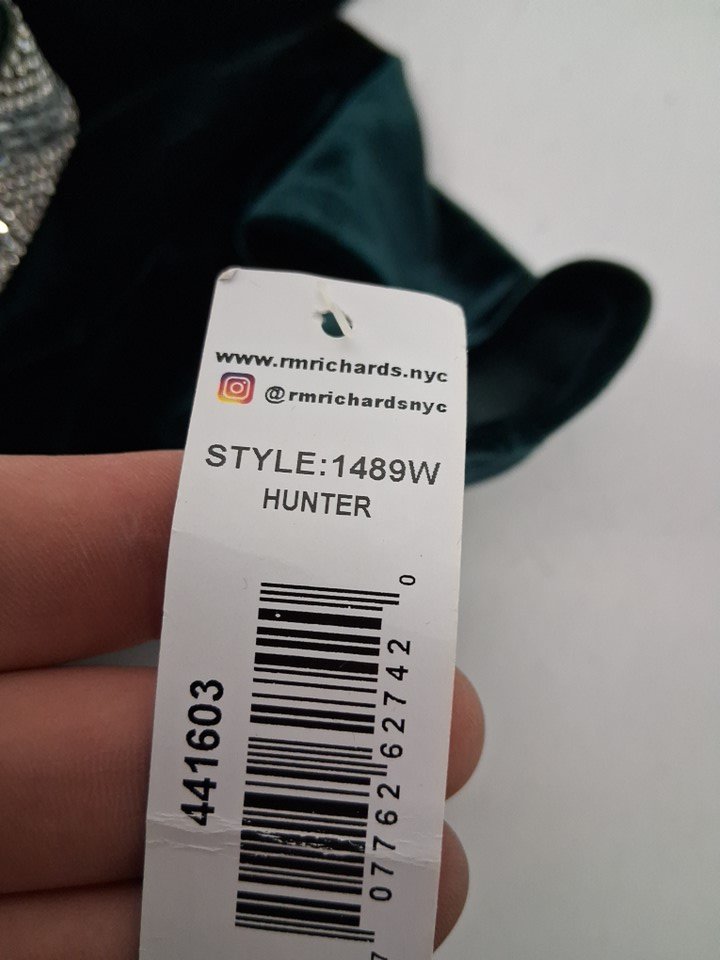 www.rmrichards.nyc
@rmrichardsnyc
STYLE:1489W
HUNTER
441603
7 07762 62742 0